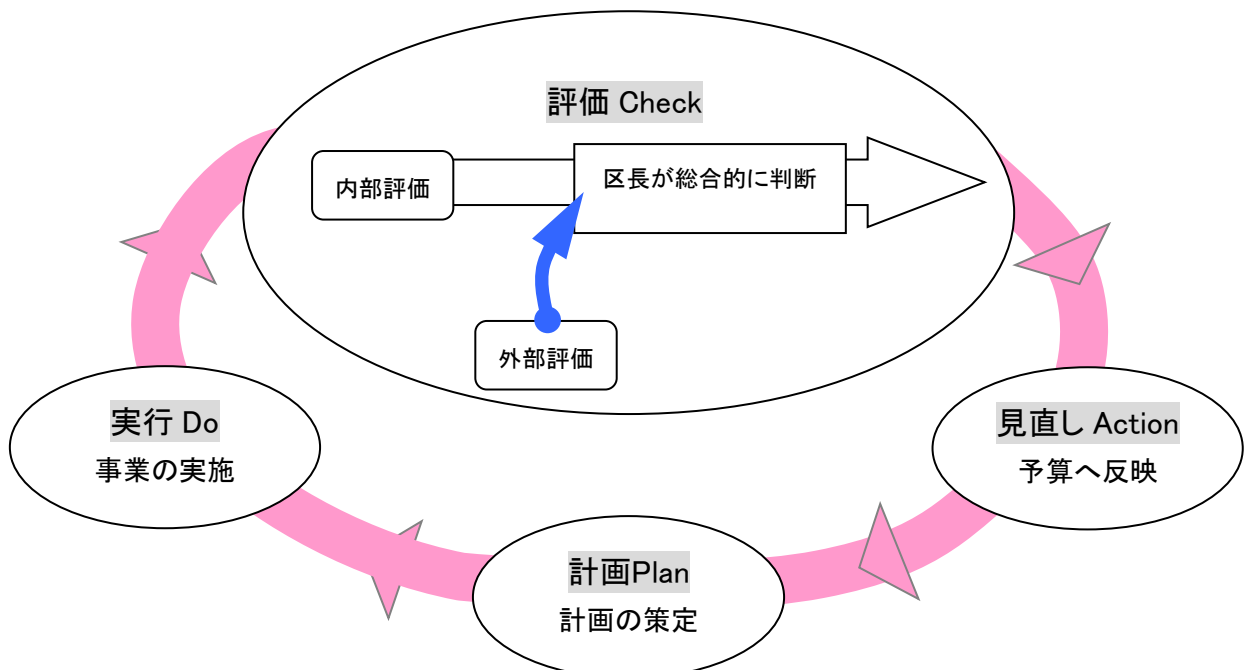 評価 Check
内部評価
区長が総合的に判断
外部評価
実行 Do
事業の実施
見直し Action
予算へ反映
計画Plan
計画の策定